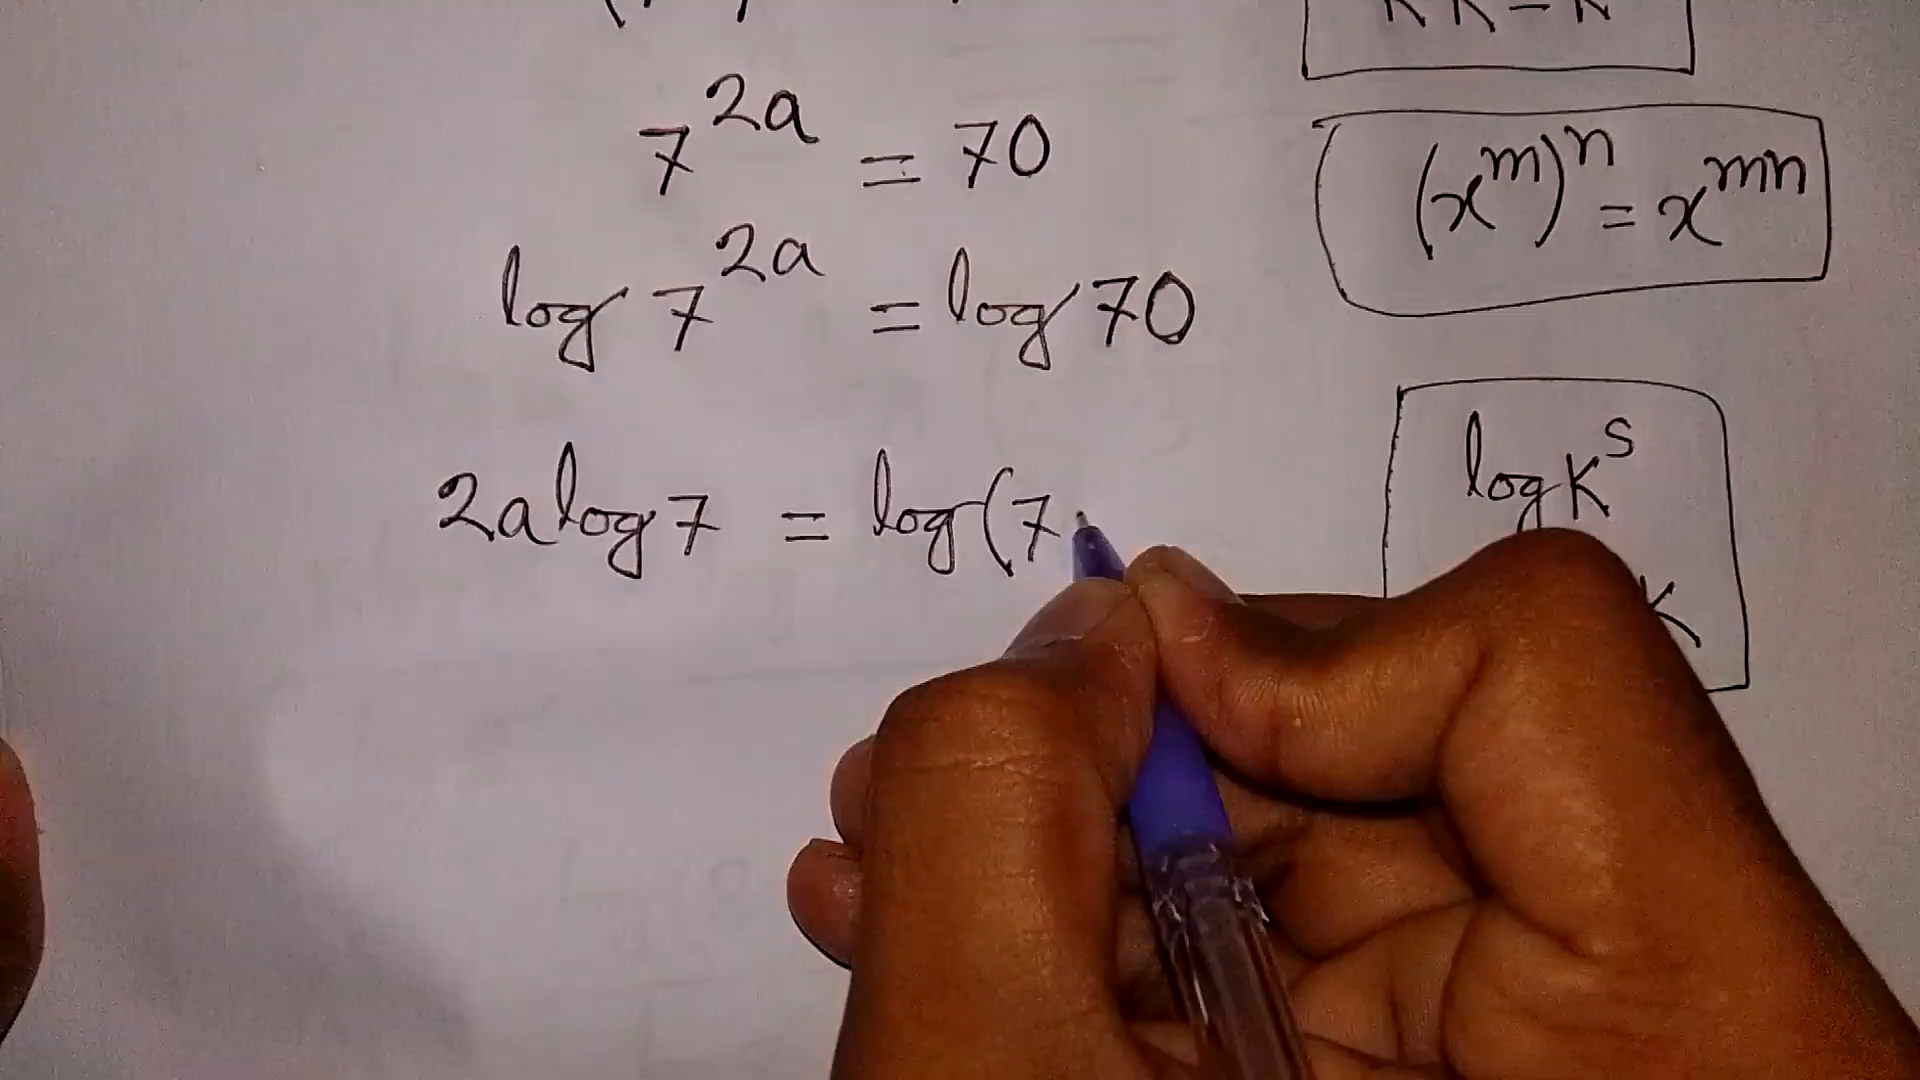 7^2a = 70
(x^m)^n = x^mn
log 7^2a = log 70
log K^s
2a log 7 = log(7
K